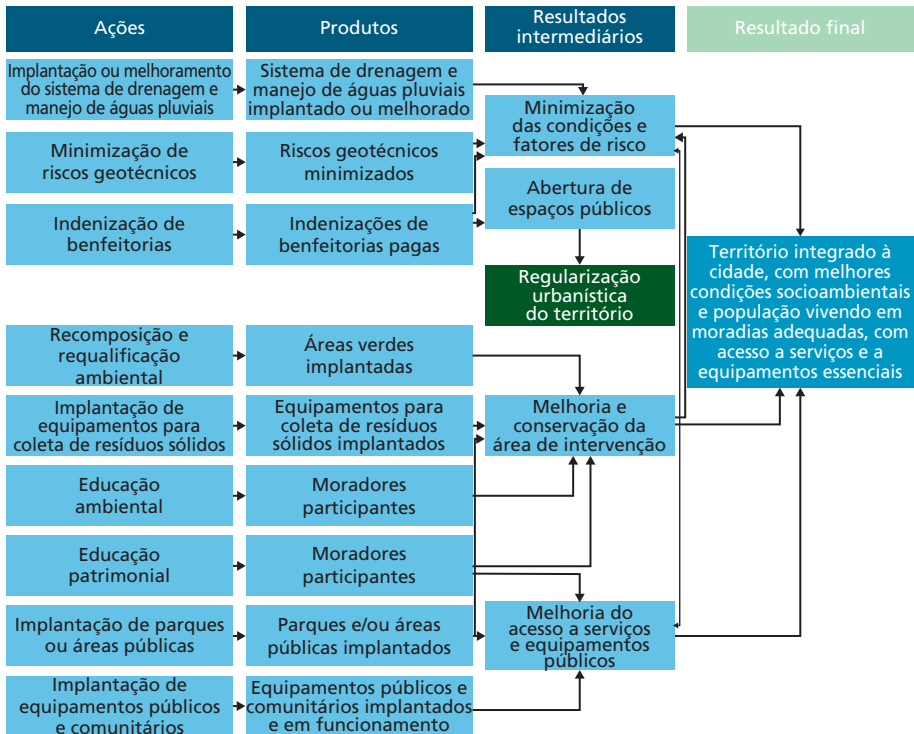 Ações
Produtos
Resultados
intermediários
Resultado final
Implantação ou melhoramento
do sistema de drenagem e
manejo de águas pluviais
Sistema de drenagem e
manejo de águas pluviais
implantado ou melhorado
Minimização
das condições e
fatores de risco
Minimização de
riscos geotécnicos
Riscos geotécnicos
minimizados
Abertura de
espaços públicos
Indenização de
benfeitorias
Indenizações de
benfeitorias pagas
Regularização
urbanística
do território
Território integrado à
cidade, com melhores
condições socioambientais
e população vivendo em
moradias adequadas, com
acesso a serviços e a
equipamentos essenciais
Recomposição e
requalificação
ambiental
Áreas verdes
implantadas
Implantação de
equipamentos para
coleta de resíduos sólidos
Equipamentos para
coleta de resíduos
sólidos implantados
Melhoria e
conservação da
área de intervenção
Educação
ambiental
Moradores
participantes
Educação
patrimonial
Moradores
participantes
Implantação de parques
ou áreas públicas
Parques e/ou áreas
públicas implantados
Melhoria do
acesso a serviços
e equipamentos
públicos
Implantação de
equipamentos públicos
e comunitários
Equipamentos públicos e
comunitários implantados
e em funcionamento